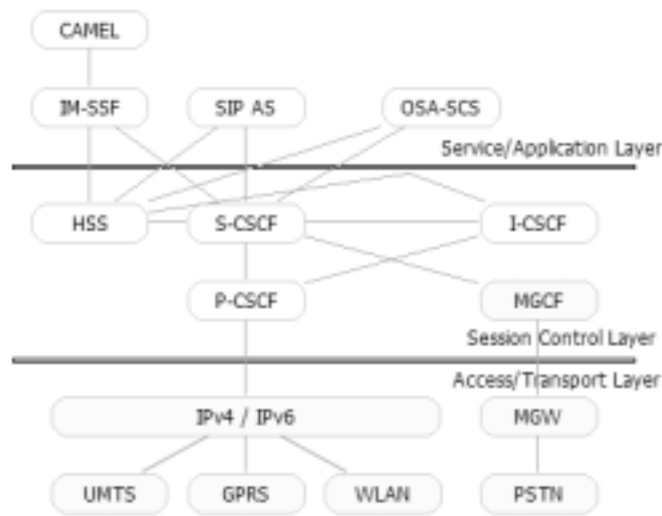 CAMEL
IM-SSF SIP AS OSA-SCS
Service/Application Layer
HSS S-CSCF I-CSCF
P-CSCF MGCF
Session Control Layer
Access/Transport Layer
IPv4 / IPv6 MGW
UMTS GPRS WLAN PSTN